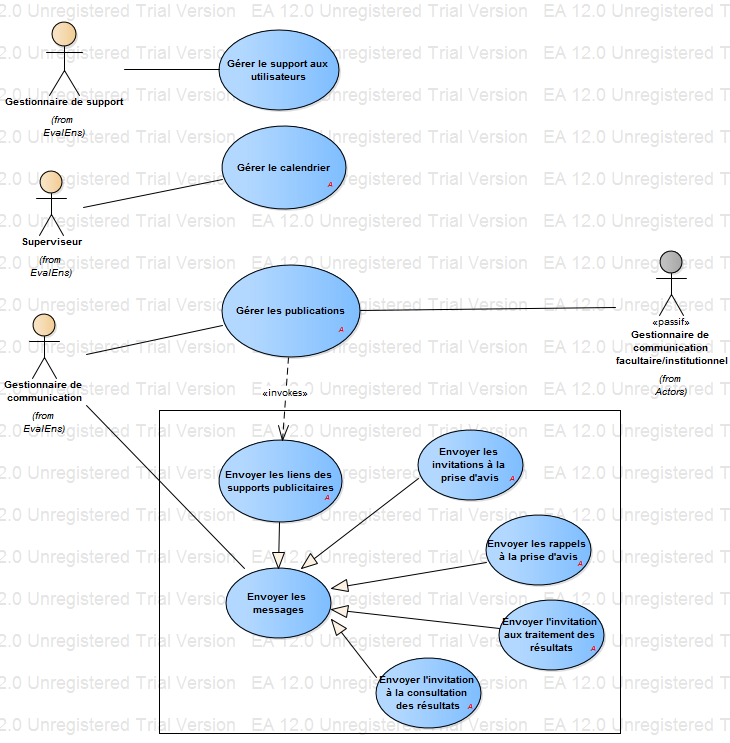 Gérer le support aux
utilisateurs
Gestionnaire de support
(from
EvalEns)
Gérer le calendrier
A
Superviseur
(from
EvalEns)
Gérer les publications
A
«passif»
Gestionnaire de
communication
facultaire/institutionnel
(from
Actors)
Gestionnaire de
communication
(from
EvalEns)
«invokes»
Envoyer les liens des
supports publicitaires
A
Envoyer les
invitations à la
prise d'avis
A
Envoyer les rappels
à la prise d'avis
A
Envoyer les
messages
Envoyer l'invitation
aux traitement des
résultats
A
Envoyer l'invitation
à la consultation
des résultats
A
2.0 Unregistered Trial Version EA 12.0 Unregistered Trial Version EA 12.0 Unregistered T